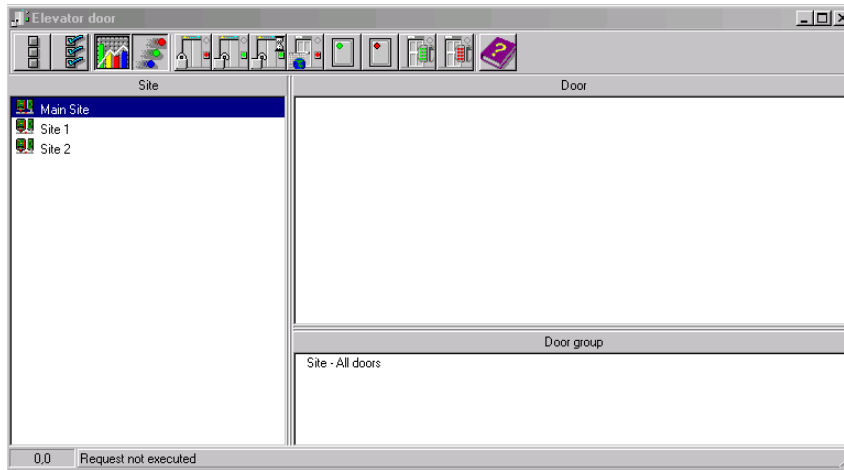 Elevator door
Site
Door
Main Site
Site 1
Site 2
Door group
Site - All doors
0,0 Request not executed